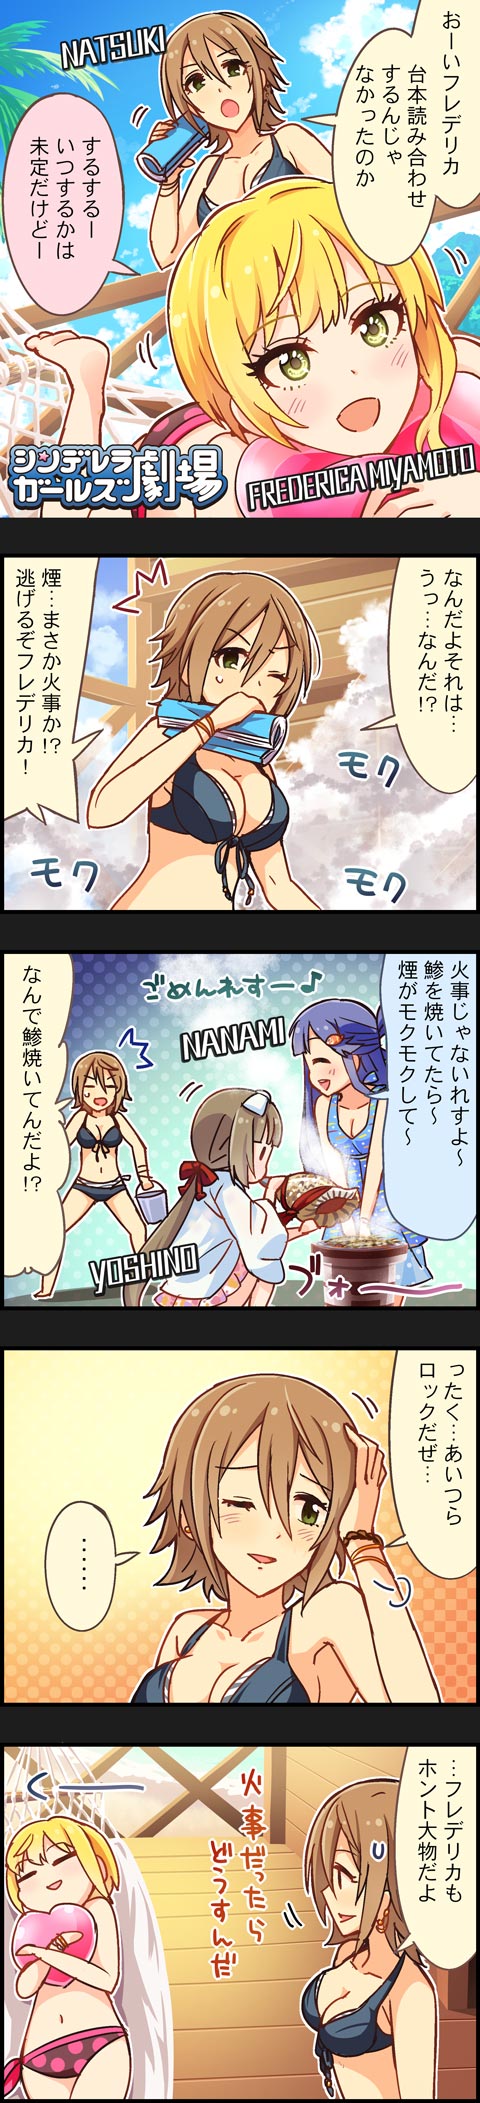 NATSUKI
おーいフレデリカ
台本読み合わせ
するんじゃ
なかったのか
するするー
いつするかは
未定だけどー
シンデレラ
ガールズ劇場
FREDERICA MIYAMOTO
なんだよそれは…
うっ…なんだ!?
モク
モク
モク
煙…まさか火事か!?
逃げるぞフレデリカ！
火事じゃないれすよ〜
鯵を焼いてたら〜
煙がモクモクして〜
ごめんれすー♪
NANAMI
なんで鯵焼いてんだよ!?
YOSHINO
ブォーーー
ったく…あいつら
ロックだぜ…
……
…フレデリカも
ホント大物だよ
火事だったら
どうすんだ
くー